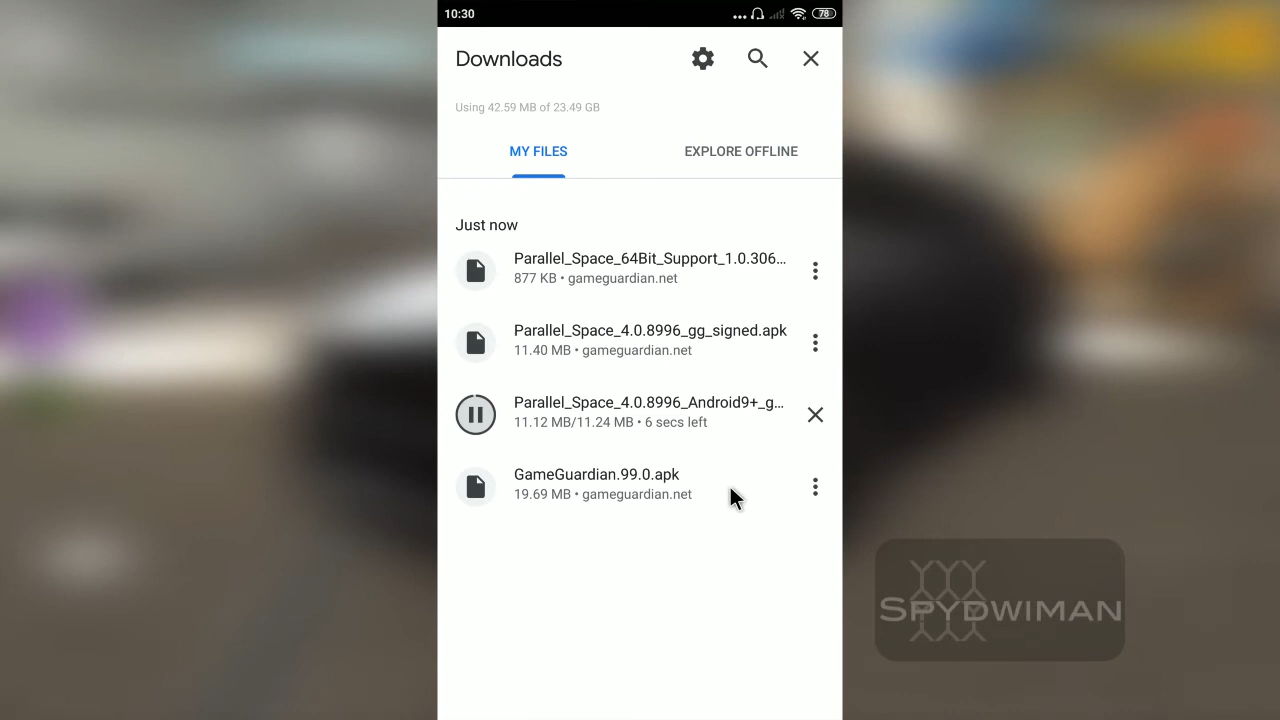 10:30
78
Downloads
Using 42.59 MB of 23.49 GB
MY FILES
EXPLORE OFFLINE
Just now
Parallel_Space_64Bit_Support_1.0.306...
877 KB • gameguardian.net
Parallel_Space_4.0.8996_gg_signed.apk
11.40 MB • gameguardian.net
Parallel_Space_4.0.8996_Android9+_g...
11.12 MB/11.24 MB • 6 secs left
GameGuardian.99.0.apk
19.69 MB • gameguardian.net
SPYDWIMAN